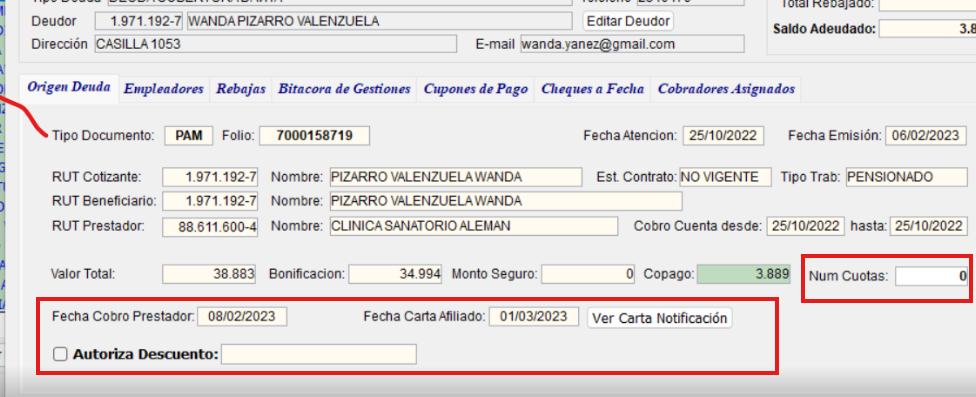 Total Rebajado:
Deudor 1.971.192-7 WANDA PIZARRO VALENZUELA Editar Deudor
Saldo Adeudado: 3.8
Dirección CASILLA 1053 E-mail wanda.yanez@gmail.com
Origen Deuda Empleadores Rebajas Bitacora de Gestiones Cupones de Pago Cheques a Fecha Cobradores Asignados
Tipo Documento: PAM Folio: 7000158719 Fecha Atencion: 25/10/2022 Fecha Emisión: 06/02/2023
RUT Cotizante: 1.971.192-7 Nombre: PIZARRO VALENZUELA WANDA Est. Contrato: NO VIGENTE Tipo Trab: PENSIONADO
RUT Beneficiario: 1.971.192-7 Nombre: PIZARRO VALENZUELA WANDA
RUT Prestador: 88.611.600-4 Nombre: CLINICA SANATORIO ALEMAN Cobro Cuenta desde: 25/10/2022 hasta: 25/10/2022
Valor Total: 38.883 Bonificacion: 34.994 Monto Seguro: 0 Copago: 3.889 Num Cuotas: 0
Fecha Cobro Prestador: 08/02/2023 Fecha Carta Afiliado: 01/03/2023 Ver Carta Notificación
Autoriza Descuento: